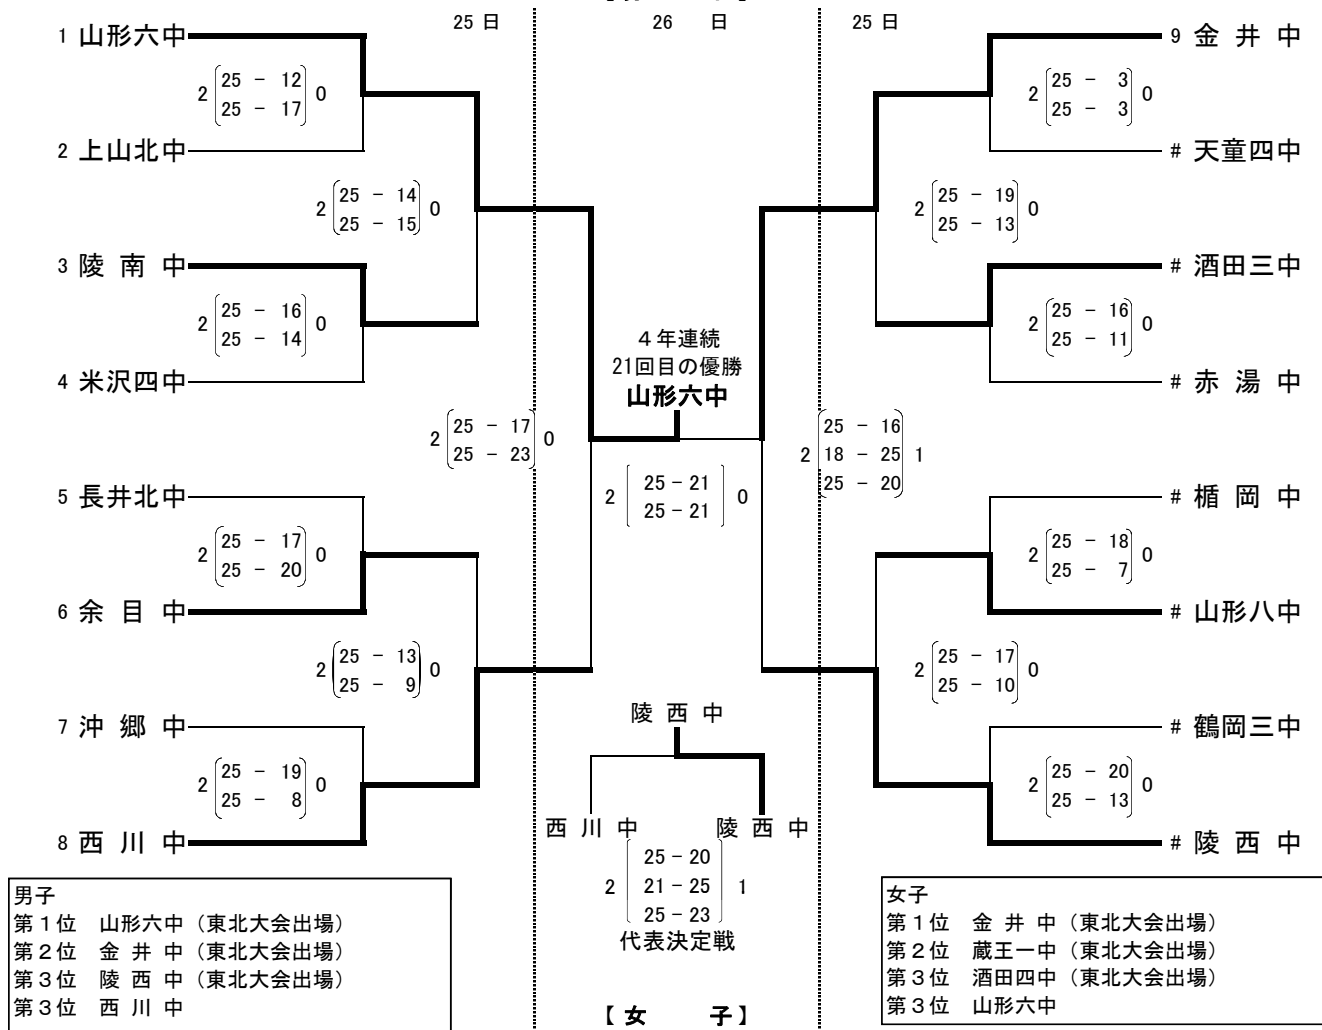 25 日
26 日
25 日
1 山形六中
2 (25 - 12 25 - 17) 0
2 上山北中
2 (25 - 14 25 - 15) 0
3 陵 南 中
2 (25 - 16 25 - 14) 0
4 米沢四中
2 (25 - 17 25 - 23) 0
5 長井北中
2 (25 - 17 25 - 20) 0
6 余 目 中
2 (25 - 13 25 - 9) 0
7 沖 郷 中
2 (25 - 19 25 - 8) 0
8 西 川 中
４年連続
21回目の優勝
山形六中
2 [25 - 21 25 - 21] 0
陵 西 中
西 川 中
陵 西 中
2 [25 - 20 21 - 25 25 - 23] 1
代表決定戦
9 金 井 中
2 (25 - 3 25 - 3) 0
# 天童四中
2 (25 - 19 25 - 13) 0
# 酒田三中
2 (25 - 16 25 - 11) 0
# 赤 湯 中
2 (25 - 16 18 - 25 25 - 20) 1
# 楯 岡 中
2 (25 - 18 25 - 7) 0
# 山形八中
2 (25 - 17 25 - 10) 0
# 鶴岡三中
2 (25 - 20 25 - 13) 0
# 陵 西 中
男子
第１位 山形六中（東北大会出場）
第２位 金 井 中（東北大会出場）
第３位 陵 西 中（東北大会出場）
第３位 西 川 中
女子
第１位 金 井 中（東北大会出場）
第２位 蔵王一中（東北大会出場）
第３位 酒田四中（東北大会出場）
第３位 山形六中
【 女 子 】